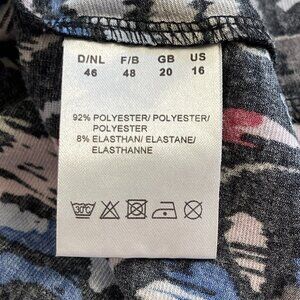 D/NL F/B GB US
46 48 20 16
92% POLYESTER/ POLYESTER/
POLYESTER
8% ELASTHAN/ ELASTANE/
ELASTHANNE
30°C